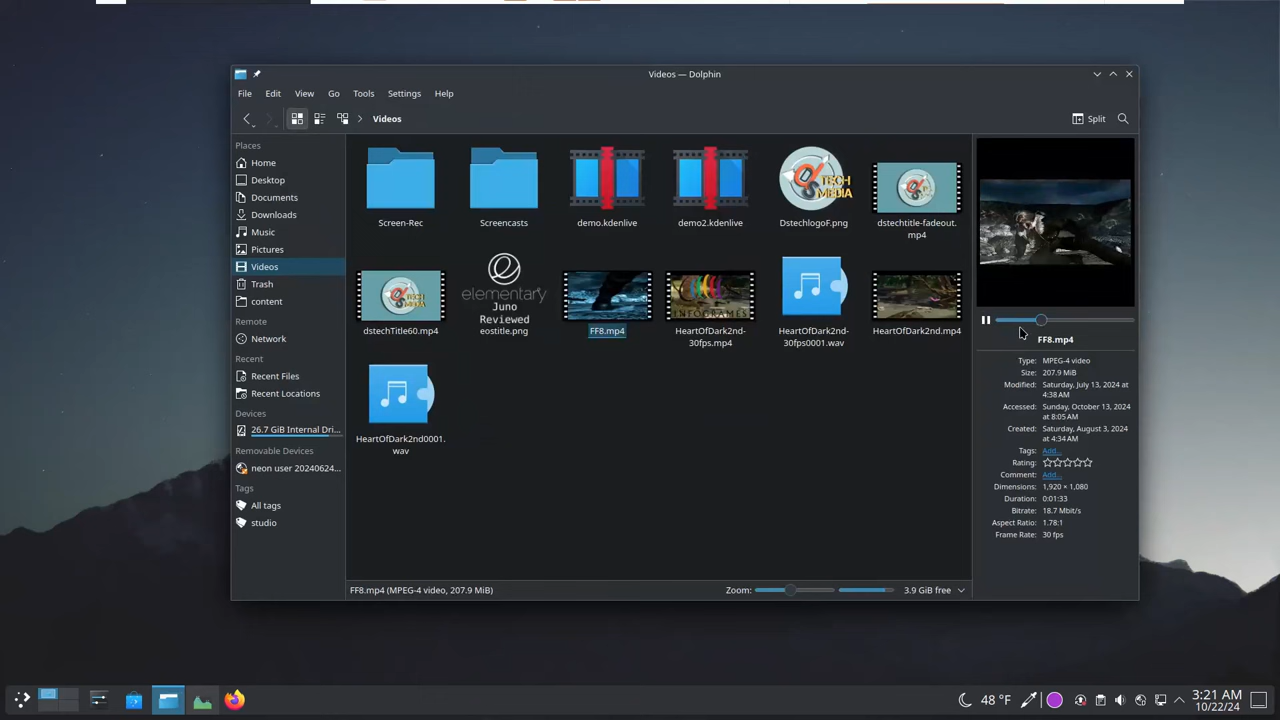 Videos — Dolphin
File Edit View Go Tools Settings Help
Videos
Split
Places
Home
Desktop
Documents
Downloads
Music
Pictures
Videos
Trash
content
Remote
Network
Recent
Recent Files
Recent Locations
Devices
26.7 GiB Internal Dri...
Removable Devices
neon user 20240624...
Tags
All tags
studio
TECH
MEDIA
Screen-Rec
Screencasts
demo.kdenlive
demo2.kdenlive
DstechlogoF.png
dstechtitle-fadeout.
mp4
elementary
Juno
Reviewed
INFOGRAMES
dstechTitle60.mp4
eostitle.png
FF8.mp4
HeartOfDark2nd-
30fps.mp4
HeartOfDark2nd-
30fps0001.wav
HeartOfDark2nd.mp4
HeartOfDark2nd0001.
wav
FF8.mp4
Type: MPEG-4 video
Size: 207.9 MiB
Modified: Saturday, July 13, 2024 at
4:38 AM
Accessed: Sunday, October 13, 2024 at
8:05 AM
Created: Saturday, August 3, 2024
at 4:34 AM
Tags: Add...
Rating:
Comment: Add...
Dimensions: 1,920 × 1,080
Duration: 0:01:33
Bitrate: 18.7 Mbit/s
Aspect Ratio: 1.78:1
Frame Rate: 30 fps
FF8.mp4 (MPEG-4 video, 207.9 MiB)
Zoom:
3.9 GiB free
48 °F
3:21 AM
10/22/24